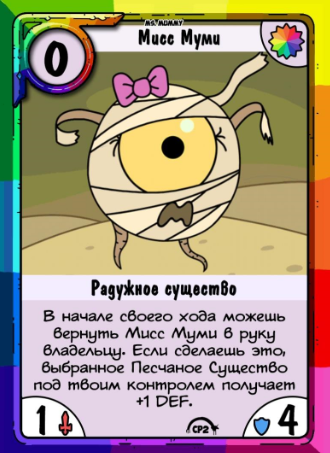 0
MS. MOMMY
Мисс Муми
Радужное существо
В начале своего хода можешь
вернуть Мисс Муми в руку
владельцу. Если сделаешь это,
выбранное Песчаное Существо
под твоим контролем получает
+1 DEF.
1
CP2
4